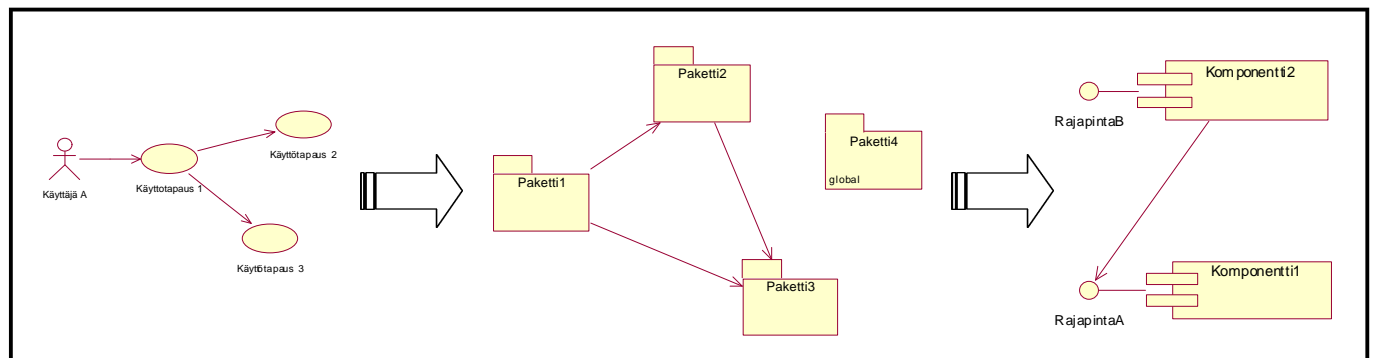 Käyttäjä A
Käyttotapaus 1
Käyttötapaus 2
Käyttötapaus 3
Paketti1
Paketti2
Paketti3
Paketti4
global
Komponentti2
RajapintaB
Komponentti1
RajapintaA